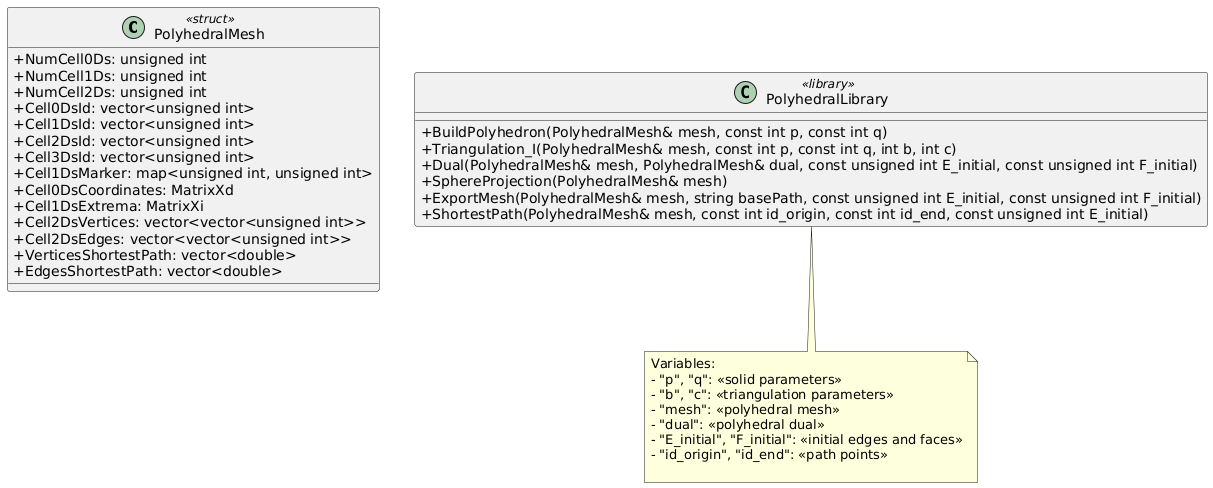 C
«struct»
PolyhedralMesh
+NumCell0Ds: unsigned int
+NumCell1Ds: unsigned int
+NumCell2Ds: unsigned int
+Cell0DsId: vector<unsigned int>
+Cell1DsId: vector<unsigned int>
+Cell2DsId: vector<unsigned int>
+Cell3DsId: vector<unsigned int>
+Cell1DsMarker: map<unsigned int, unsigned int>
+Cell0DsCoordinates: MatrixXd
+Cell1DsExtrema: MatrixXi
+Cell2DsVertices: vector<vector<unsigned int>>
+Cell2DsEdges: vector<vector<unsigned int>>
+VerticesShortestPath: vector<double>
+EdgesShortestPath: vector<double>
C
«library»
PolyhedralLibrary
+BuildPolyhedron(PolyhedralMesh& mesh, const int p, const int q)
+Triangulation_I(PolyhedralMesh& mesh, const int p, const int q, int b, int c)
+Dual(PolyhedralMesh& mesh, PolyhedralMesh& dual, const unsigned int E_initial, const unsigned int F_initial)
+SphereProjection(PolyhedralMesh& mesh)
+ExportMesh(PolyhedralMesh& mesh, string basePath, const unsigned int E_initial, const unsigned int F_initial)
+ShortestPath(PolyhedralMesh& mesh, const int id_origin, const int id_end, const unsigned int E_initial)
Variables:
- "p", "q": «solid parameters»
- "b", "c": «triangulation parameters»
- "mesh": «polyhedral mesh»
- "dual": «polyhedral dual»
- "E_initial", "F_initial": «initial edges and faces»
- "id_origin", "id_end": «path points»